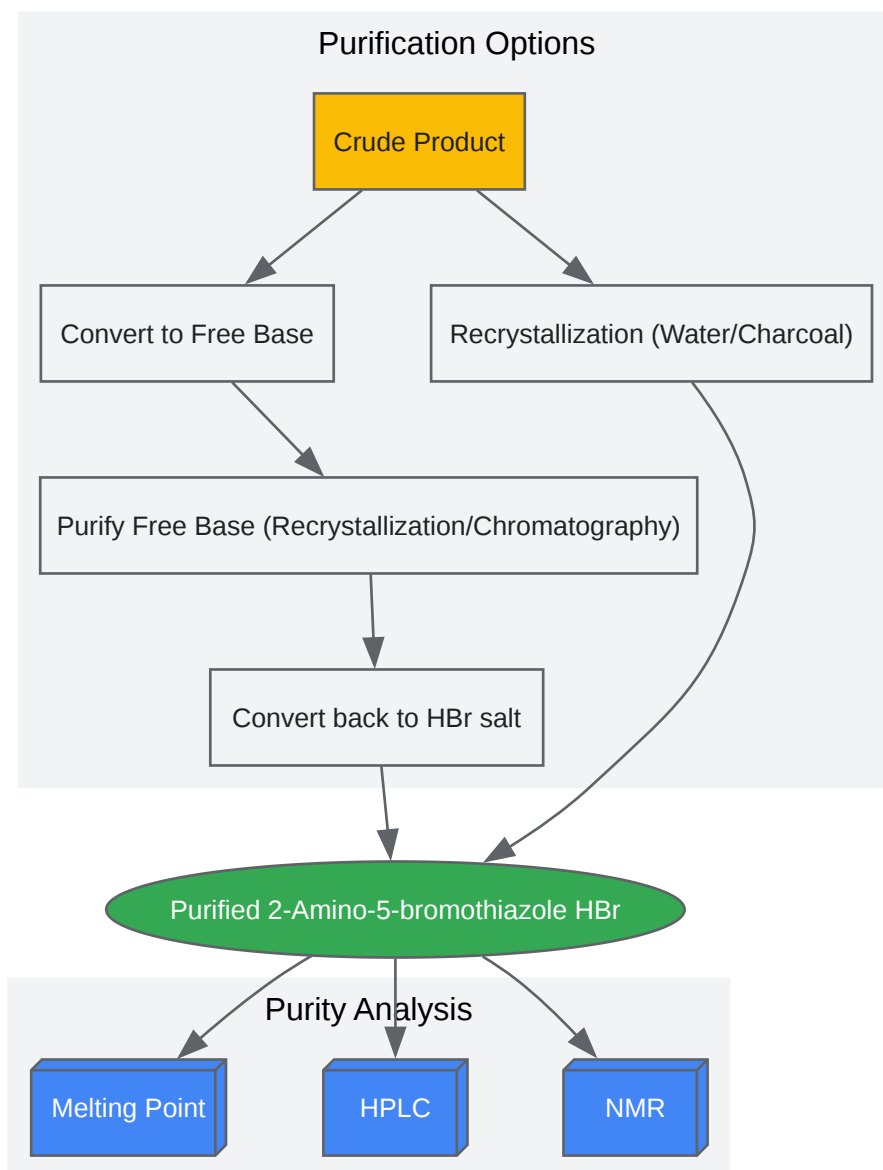 Purification Options
Crude Product
Convert to Free Base
Recrystallization (Water/Charcoal)
Purify Free Base (Recrystallization/Chromatography)
Convert back to HBr salt
Purified 2-Amino-5-bromothiazole HBr
Purity Analysis
Melting Point
HPLC
NMR